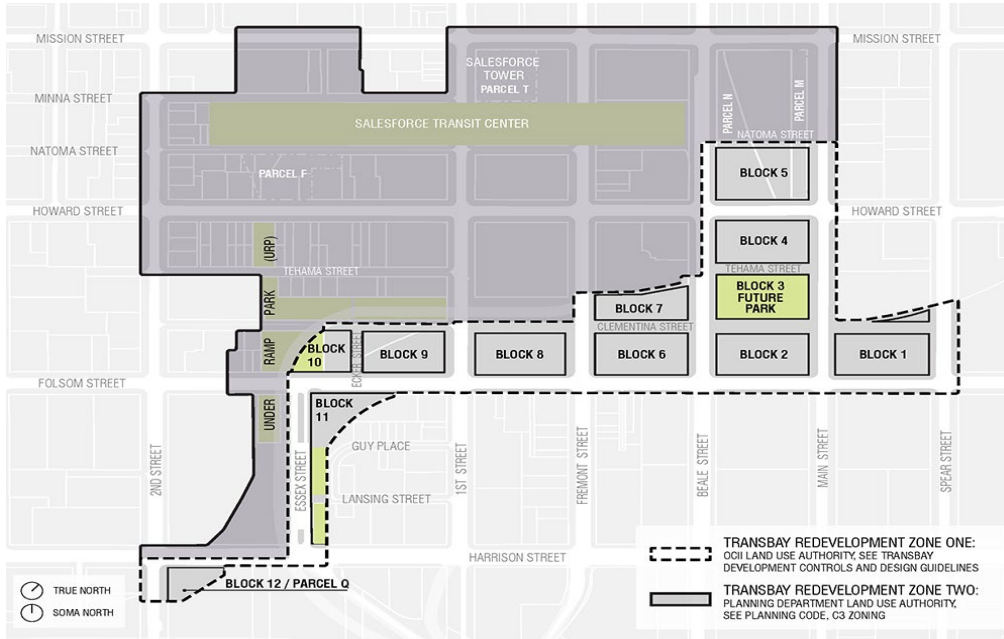 MISSION STREET
MISSION STREET
SALESFORCE
TOWER
PARCEL T
MINNA STREET
PARCEL N
PARCEL M
SALESFORCE TRANSIT CENTER
NATOMA STREET
NATOMA STREET
PARCEL F
BLOCK 5
HOWARD STREET
HOWARD STREET
(URP)
BLOCK 4
TEHAMA STREET
TEHAMA STREET
PARK
BLOCK 3
FUTURE
PARK
BLOCK 7
CLEMENTINA STREET
RAMP
BLOCK
10
ECKER STREET
BLOCK 9
BLOCK 8
BLOCK 6
BLOCK 2
BLOCK 1
FOLSOM STREET
UNDER
BLOCK
11
GUY PLACE
2ND STREET
ESSEX STREET
1ST STREET
FREMONT STREET
BEALE STREET
MAIN STREET
SPEAR STREET
LANSING STREET
HARRISON STREET
BLOCK 12 / PARCEL Q
TRUE NORTH
SOMA NORTH
TRANSBAY REDEVELOPMENT ZONE ONE:
OCII LAND USE AUTHORITY, SEE TRANSBAY
DEVELOPMENT CONTROLS AND DESIGN GUIDELINES
TRANSBAY REDEVELOPMENT ZONE TWO:
PLANNING DEPARTMENT LAND USE AUTHORITY,
SEE PLANNING CODE, C3 ZONING